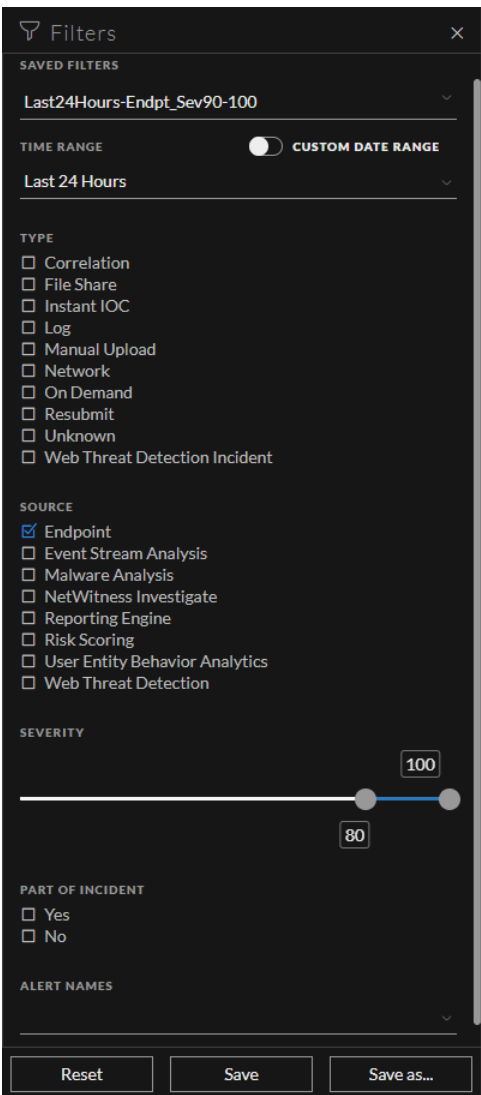 Filters
SAVED FILTERS
Last24Hours-Endpt_Sev90-100
TIME RANGE CUSTOM DATE RANGE
Last 24 Hours
TYPE
Correlation
File Share
Instant IOC
Log
Manual Upload
Network
On Demand
Resubmit
Unknown
Web Threat Detection Incident
SOURCE
Endpoint
Event Stream Analysis
Malware Analysis
NetWitness Investigate
Reporting Engine
Risk Scoring
User Entity Behavior Analytics
Web Threat Detection
SEVERITY
100
80
PART OF INCIDENT
Yes
No
ALERT NAMES
Reset Save Save as...